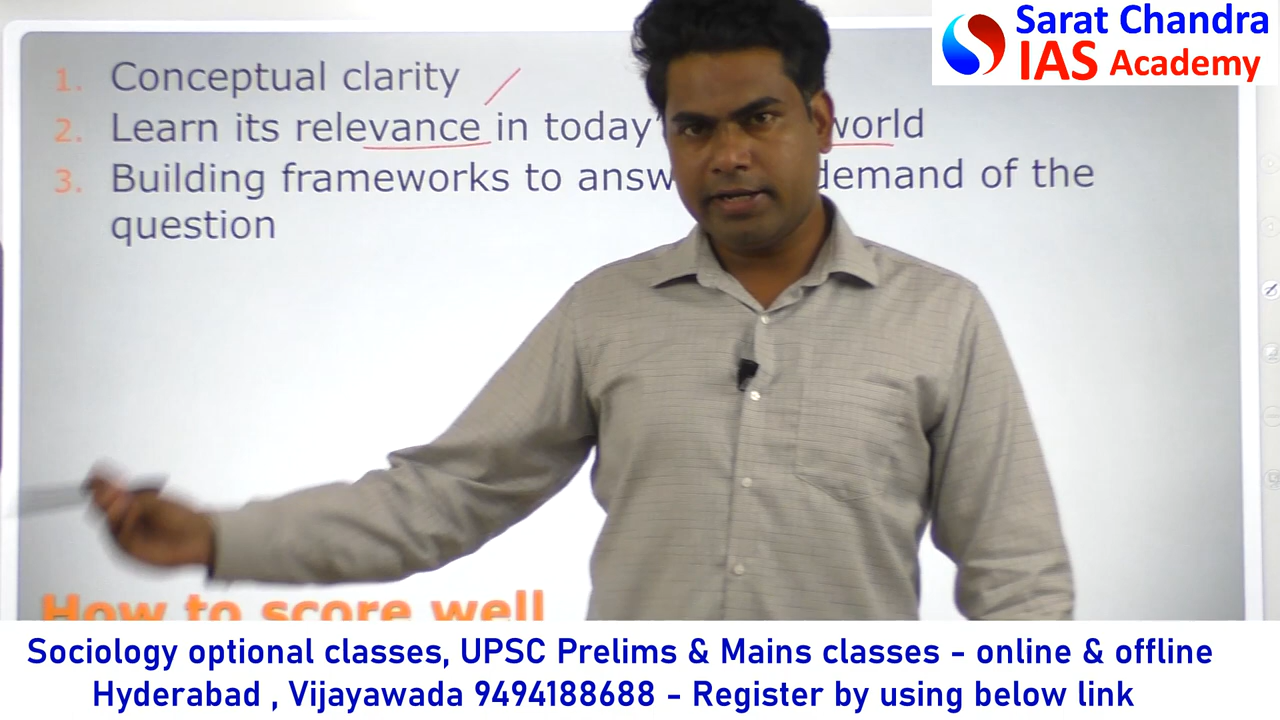 Sarat Chandra
IAS Academy
1. Conceptual clarity
2. Learn its relevance in today' world
3. Building frameworks to answ demand of the
question
How to score well
Sociology optional classes, UPSC Prelims & Mains classes - online & offline
Hyderabad , Vijayawada 9494188688 - Register by using below link